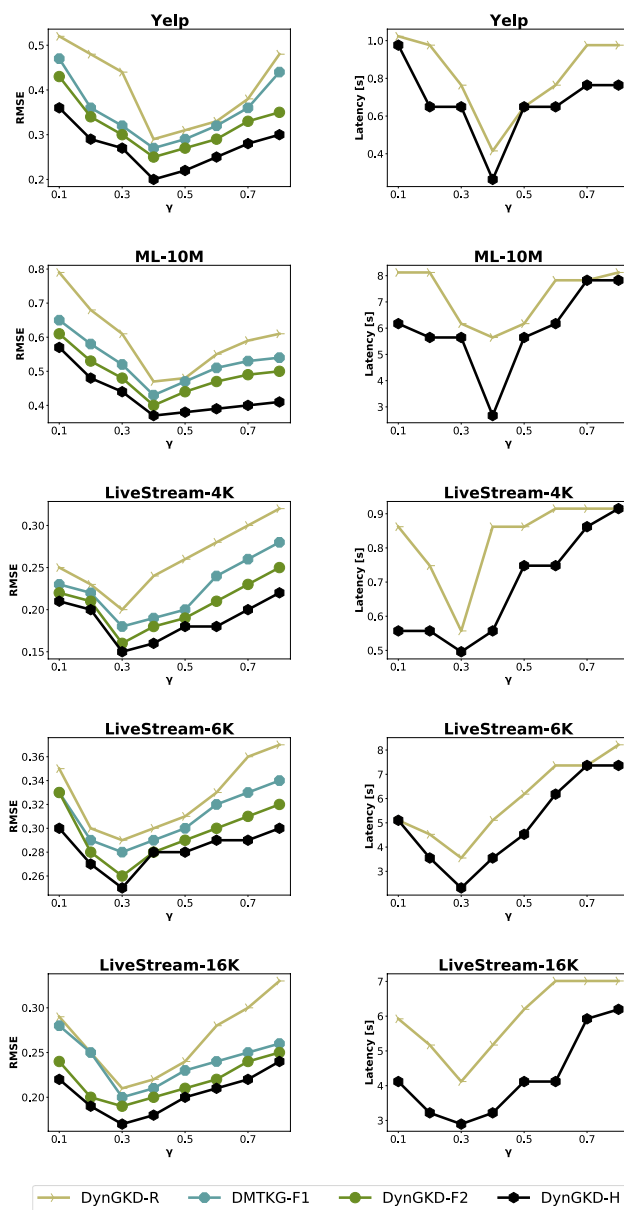 Yelp
Yelp
0.5
0.4
0.3
0.2
RMSE
0.1 0.3 0.5 0.7
γ
1.0
0.8
0.6
0.4
Latency [s]
0.1 0.3 0.5 0.7
γ
ML-10M
ML-10M
0.8
0.7
0.6
0.5
0.4
RMSE
0.1 0.3 0.5 0.7
γ
8
7
6
5
4
3
Latency [s]
0.1 0.3 0.5 0.7
γ
LiveStream-4K
LiveStream-4K
0.30
0.25
0.20
0.15
RMSE
0.1 0.3 0.5 0.7
γ
0.9
0.8
0.7
0.6
0.5
Latency [s]
0.1 0.3 0.5 0.7
γ
LiveStream-6K
LiveStream-6K
0.36
0.34
0.32
0.30
0.28
0.26
RMSE
0.1 0.3 0.5 0.7
γ
8
7
6
5
4
3
Latency [s]
0.1 0.3 0.5 0.7
γ
LiveStream-16K
LiveStream-16K
0.30
0.25
0.20
RMSE
0.1 0.3 0.5 0.7
γ
7
6
5
4
3
Latency [s]
0.1 0.3 0.5 0.7
γ
DynGKD-R DMTKG-F1 DynGKD-F2 DynGKD-H